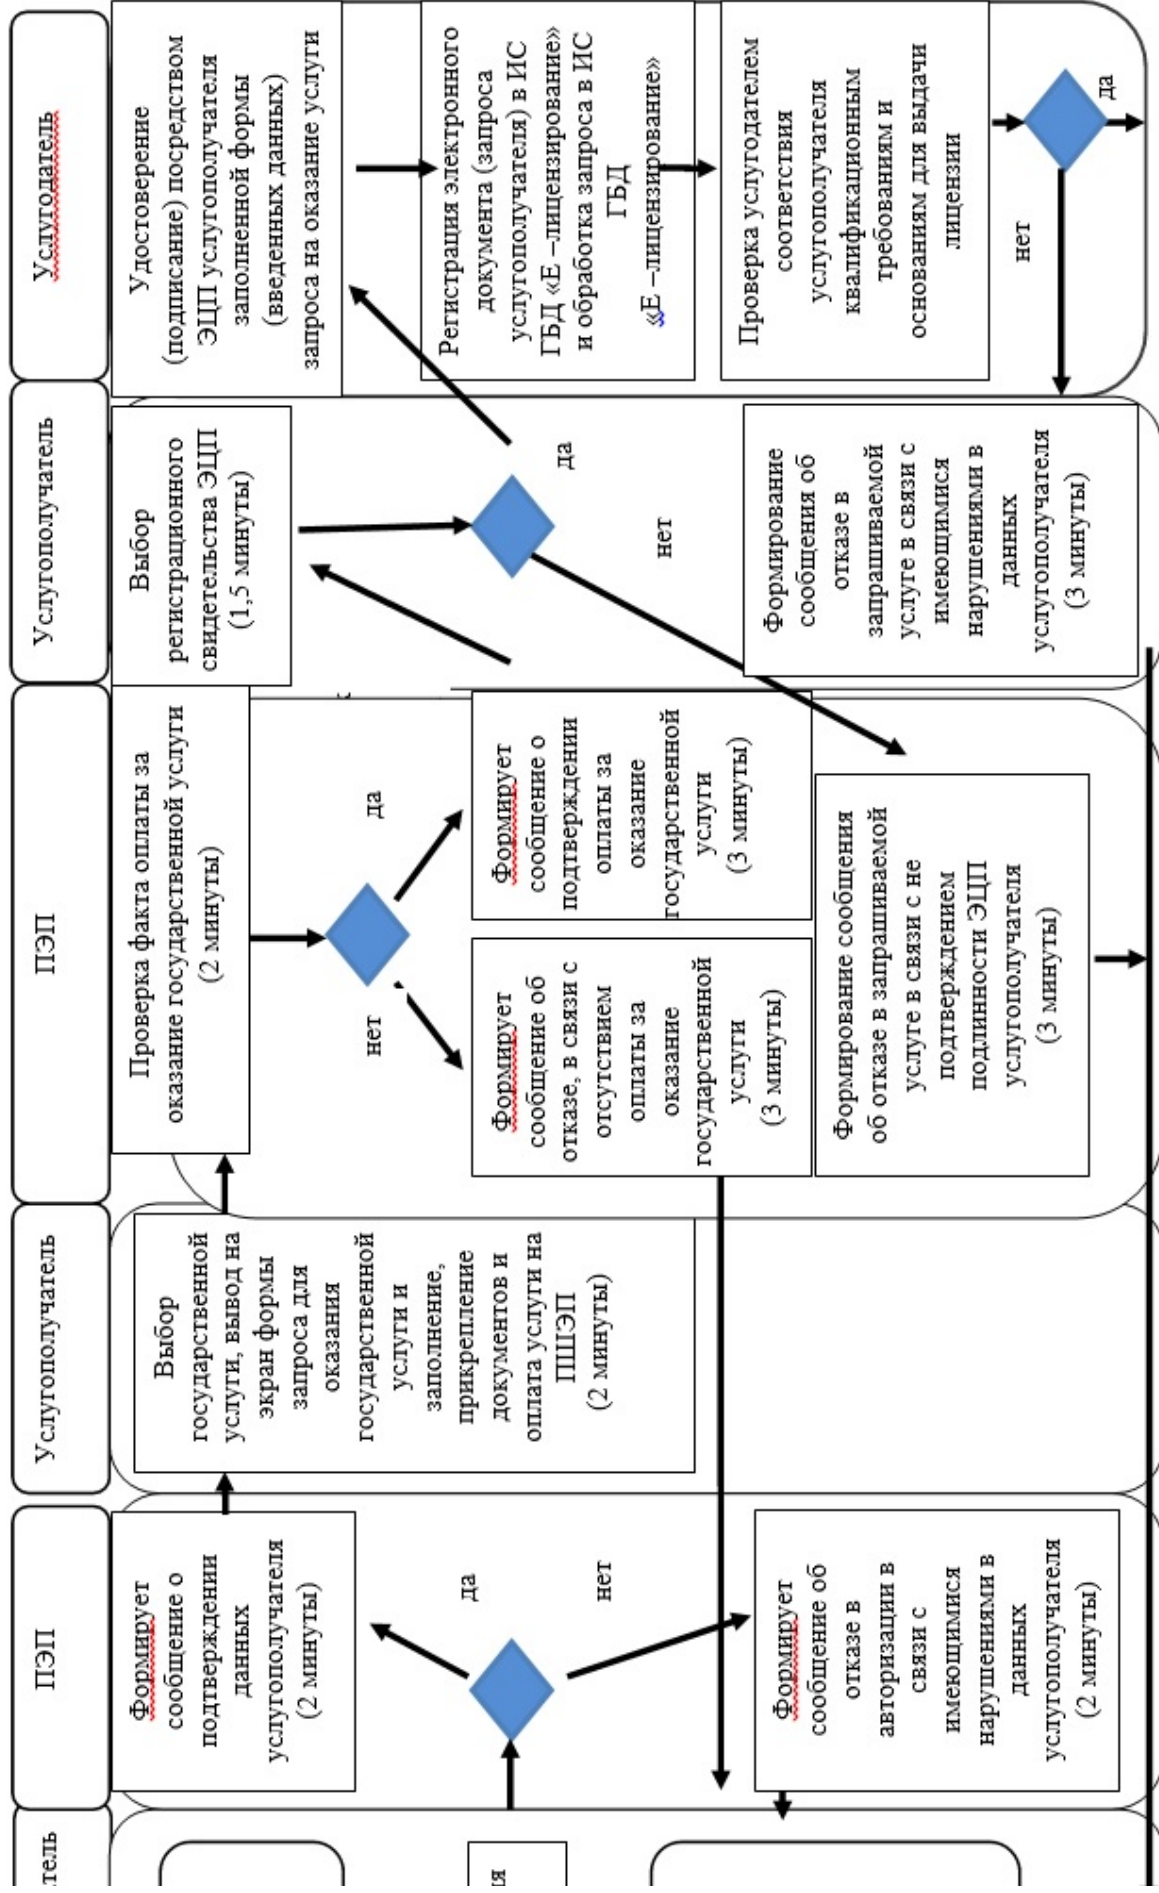 тель
ия
ПЭП
Формирует
сообщение о
подтверждении
данных
услугополучателя
(2 минуты)
да
нет
Формирует
сообщение об
отказе в
авторизации в
связи с
имеющимися
нарушениями в
данных
услугополучателя
(2 минуты)
Услугополучатель
Выбор
государственной
услуги, вывод на
экран формы
запроса для
оказания
государственной
услуги и
заполнение,
прикрепление
документов и
оплата услуги на
ПШЭП
(2 минуты)
ПЭП
Проверка факта оплаты за
оказание государственной услуги
(2 минуты)
нет
да
Формирует
сообщение об
отказе, в связи с
отсутствием
оплаты за
оказание
государственной
услуги
(3 минуты)
Формирует
сообщение о
подтверждении
оплаты за
оказание
государственной
услуги
(3 минуты)
Формирование сообщения
об отказе в запрашиваемой
услуге в связи с не
подтверждением
подлинности ЭЦП
услугополучателя
(3 минуты)
Услугополучатель
Выбор
регистрационного
свидетельства ЭЦП
(1,5 минуты)
да
нет
Формирование
сообщения об
отказе в
запрашиваемой
услуге в связи с
имеющимися
нарушениями в
данных
услугополучателя
(3 минуты)
Услугодатель
Удостоверение
(подписание) посредством
ЭЦП услугополучателя
заполненной формы
(введенных данных)
запроса на оказание услуги
Регистрация электронного
документа (запроса
услугополучателя) в ИС
ГБД «Е –лицензирование»
и обработка запроса в ИС
ГБД
«Е –лицензирование»
Проверка услугодателем
соответствия
услугополучателя
квалификационным
требованиям и
основаниям для выдачи
лицензии
нет
да